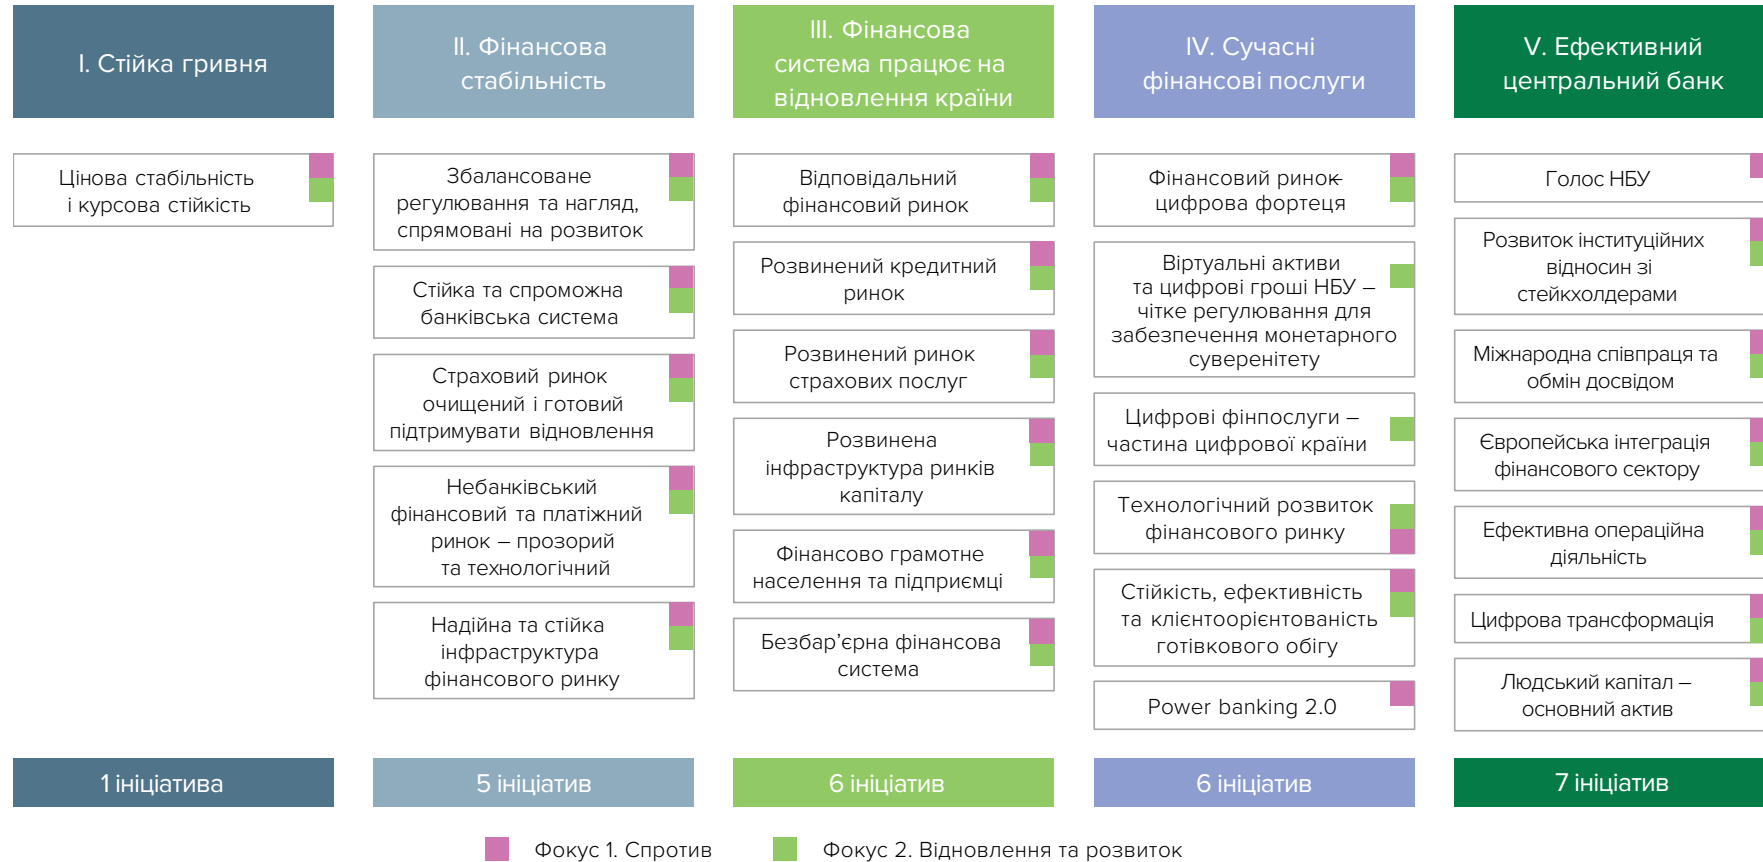 I. Стійка гривня
II. Фінансова
стабільність
III. Фінансова
система працює на
відновлення країни
IV. Сучасні
фінансові послуги
V. Ефективний
центральний банк
Цінова стабільність
і курсова стійкість
Збалансоване
регулювання та нагляд,
спрямовані на розвиток
Стійка та спроможна
банківська система
Страховий ринок
очищений і готовий
підтримувати відновлення
Небанківський
фінансовий та платіжний
ринок – прозорий
та технологічний
Надійна та стійка
інфраструктура
фінансового ринку
Відповідальний
фінансовий ринок
Розвинений кредитний
ринок
Розвинений ринок
страхових послуг
Розвинена
інфраструктура ринків
капіталу
Фінансово грамотне
населення та підприємці
Безбар’єрна фінансова
система
Фінансовий ринок–
цифрова фортеця
Віртуальні активи
та цифрові гроші НБУ –
чітке регулювання для
забезпечення монетарного
суверенітету
Цифрові фінпослуги –
частина цифрової країни
Технологічний розвиток
фінансового ринку
Стійкість, ефективність
та клієнтоорієнтованість
готівкового обігу
Power banking 2.0
Голос НБУ
Розвиток інституційних
відносин зі
стейкхолдерами
Міжнародна співпраця та
обмін досвідом
Європейська інтеграція
фінансового сектору
Ефективна операційна
діяльність
Цифрова трансформація
Людський капітал –
основний актив
1 ініціатива
5 ініціатив
6 ініціатив
6 ініціатив
7 ініціатив
Фокус 1. Спротив
Фокус 2. Відновлення та розвиток